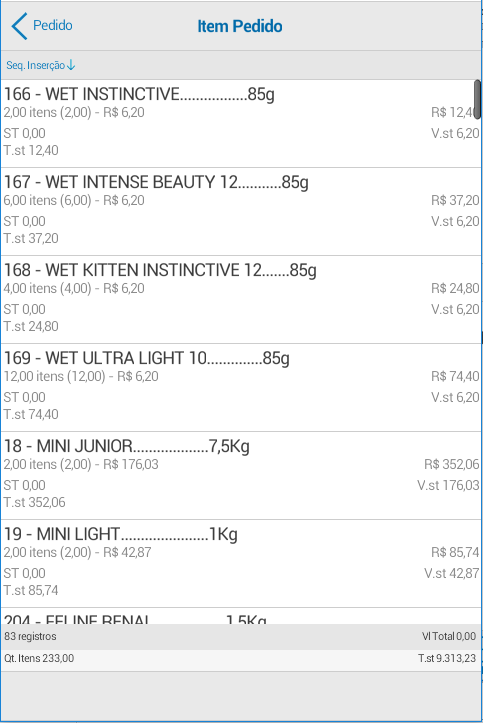 Pedido
Item Pedido
Seq. Inserção
166 - WET INSTINCTIVE.................85g
2,00 itens (2,00) - R$ 6,20 R$ 12,40
ST 0,00 V.st 6,20
T.st 12,40
167 - WET INTENSE BEAUTY 12...........85g
6,00 itens (6,00) - R$ 6,20 R$ 37,20
ST 0,00 V.st 6,20
T.st 37,20
168 - WET KITTEN INSTINCTIVE 12.......85g
4,00 itens (4,00) - R$ 6,20 R$ 24,80
ST 0,00 V.st 6,20
T.st 24,80
169 - WET ULTRA LIGHT 10..............85g
12,00 itens (12,00) - R$ 6,20 R$ 74,40
ST 0,00 V.st 6,20
T.st 74,40
18 - MINI JUNIOR...................7,5Kg
2,00 itens (2,00) - R$ 176,03 R$ 352,06
ST 0,00 V.st 176,03
T.st 352,06
19 - MINI LIGHT......................1Kg
2,00 itens (2,00) - R$ 42,87 R$ 85,74
ST 0,00 V.st 42,87
T.st 85,74
204 - FELINE RENAL...................1,5Kg
83 registros Vl Total 0,00
Qt. Itens 233,00 T.st 9.313,23